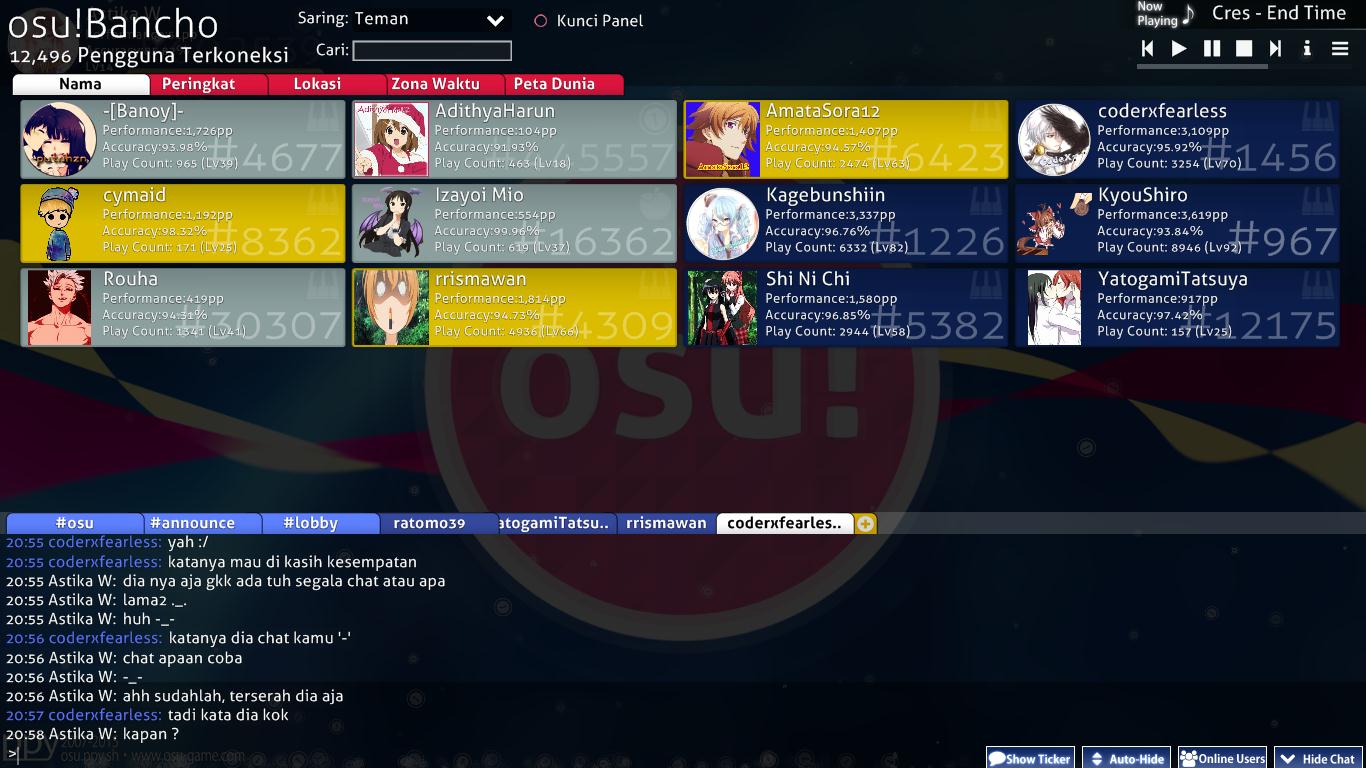 osu!Bancho
12,496 Pengguna Terkoneksi
Saring: Teman
Kunci Panel
Cari:
Now Playing
Cres - End Time
Nama Peringkat Lokasi Zona Waktu Peta Dunia
-[Banoy]-
Performance:1,726pp
Accuracy:93.98%
Play Count: 965 (Lv39)
#4677
AdithyaHarun
Performance:104pp
Accuracy:91.93%
Play Count: 463 (Lv18)
AmataSora12
Performance:1,407pp
Accuracy:94.57%
Play Count: 2474 (Lv63)
#6423
coderxfearless
Performance:3,109pp
Accuracy:95.92%
Play Count: 3254 (Lv70)
#1456
cymaid
Performance:1,192pp
Accuracy:98.32%
Play Count: 171 (Lv25)
#8362
Izayoi Mio
Performance:554pp
Accuracy:99.96%
Play Count: 619 (Lv37)
#16362
Kagebunshiin
Performance:3,337pp
Accuracy:96.76%
Play Count: 6332 (Lv82)
#1226
KyouShiro
Performance:3,619pp
Accuracy:93.84%
Play Count: 8946 (Lv92)
#967
Rouha
Performance:419pp
Accuracy:94.31%
Play Count: 1341 (Lv41)
#30307
rrismawan
Performance:1,814pp
Accuracy:94.73%
Play Count: 4936 (Lv66)
#4309
Shi Ni Chi
Performance:1,580pp
Accuracy:96.85%
Play Count: 2944 (Lv58)
#5382
YatogamiTatsuya
Performance:917pp
Accuracy:97.42%
Play Count: 157 (Lv25)
#12175
osu!
#osu #announce #lobby ratomo39 atogamiTatsu.. rrismawan coderxfearles..
20:55 coderxfearless: yah :/
20:55 coderxfearless: katanya mau di kasih kesempatan
20:55 Astika W: dia nya aja gkk ada tuh segala chat atau apa
20:55 Astika W: lama2 ._.
20:55 Astika W: huh -_-
20:56 coderxfearless: katanya dia chat kamu '-'
20:56 Astika W: chat apaan coba
20:56 Astika W: -_-
20:56 Astika W: ahh sudahlah, terserah dia aja
20:57 coderxfearless: tadi kata dia kok
20:58 Astika W: kapan ?
>
ppy 2007-2015
osu.ppy.sh • www.osu-game.com
Show Ticker
Auto-Hide
Online Users
Hide Chat